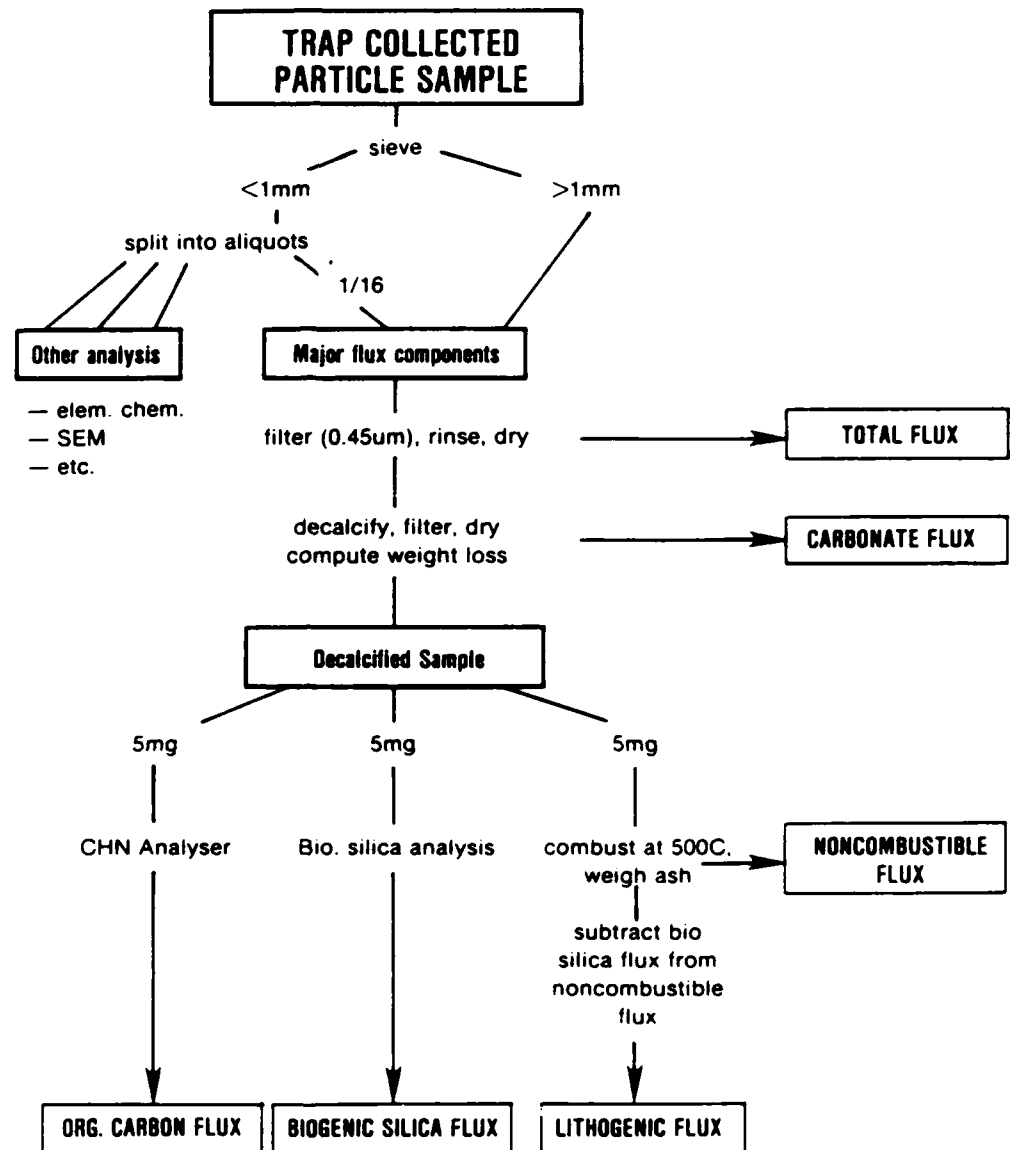 TRAP COLLECTED
PARTICLE SAMPLE
sieve
<1mm
>1mm
split into aliquots
1/16
Other analysis
Major flux components
— elem. chem.
— SEM
— etc.
filter (0.45um), rinse, dry
TOTAL FLUX
decalcify, filter, dry
compute weight loss
CARBONATE FLUX
Decalcified Sample
5mg
5mg
5mg
CHN Analyser
Bio. silica analysis
combust at 500C,
weigh ash
NONCOMBUSTIBLE
FLUX
subtract bio
silica flux from
noncombustible
flux
ORG. CARBON FLUX
BIOGENIC SILICA FLUX
LITHOGENIC FLUX